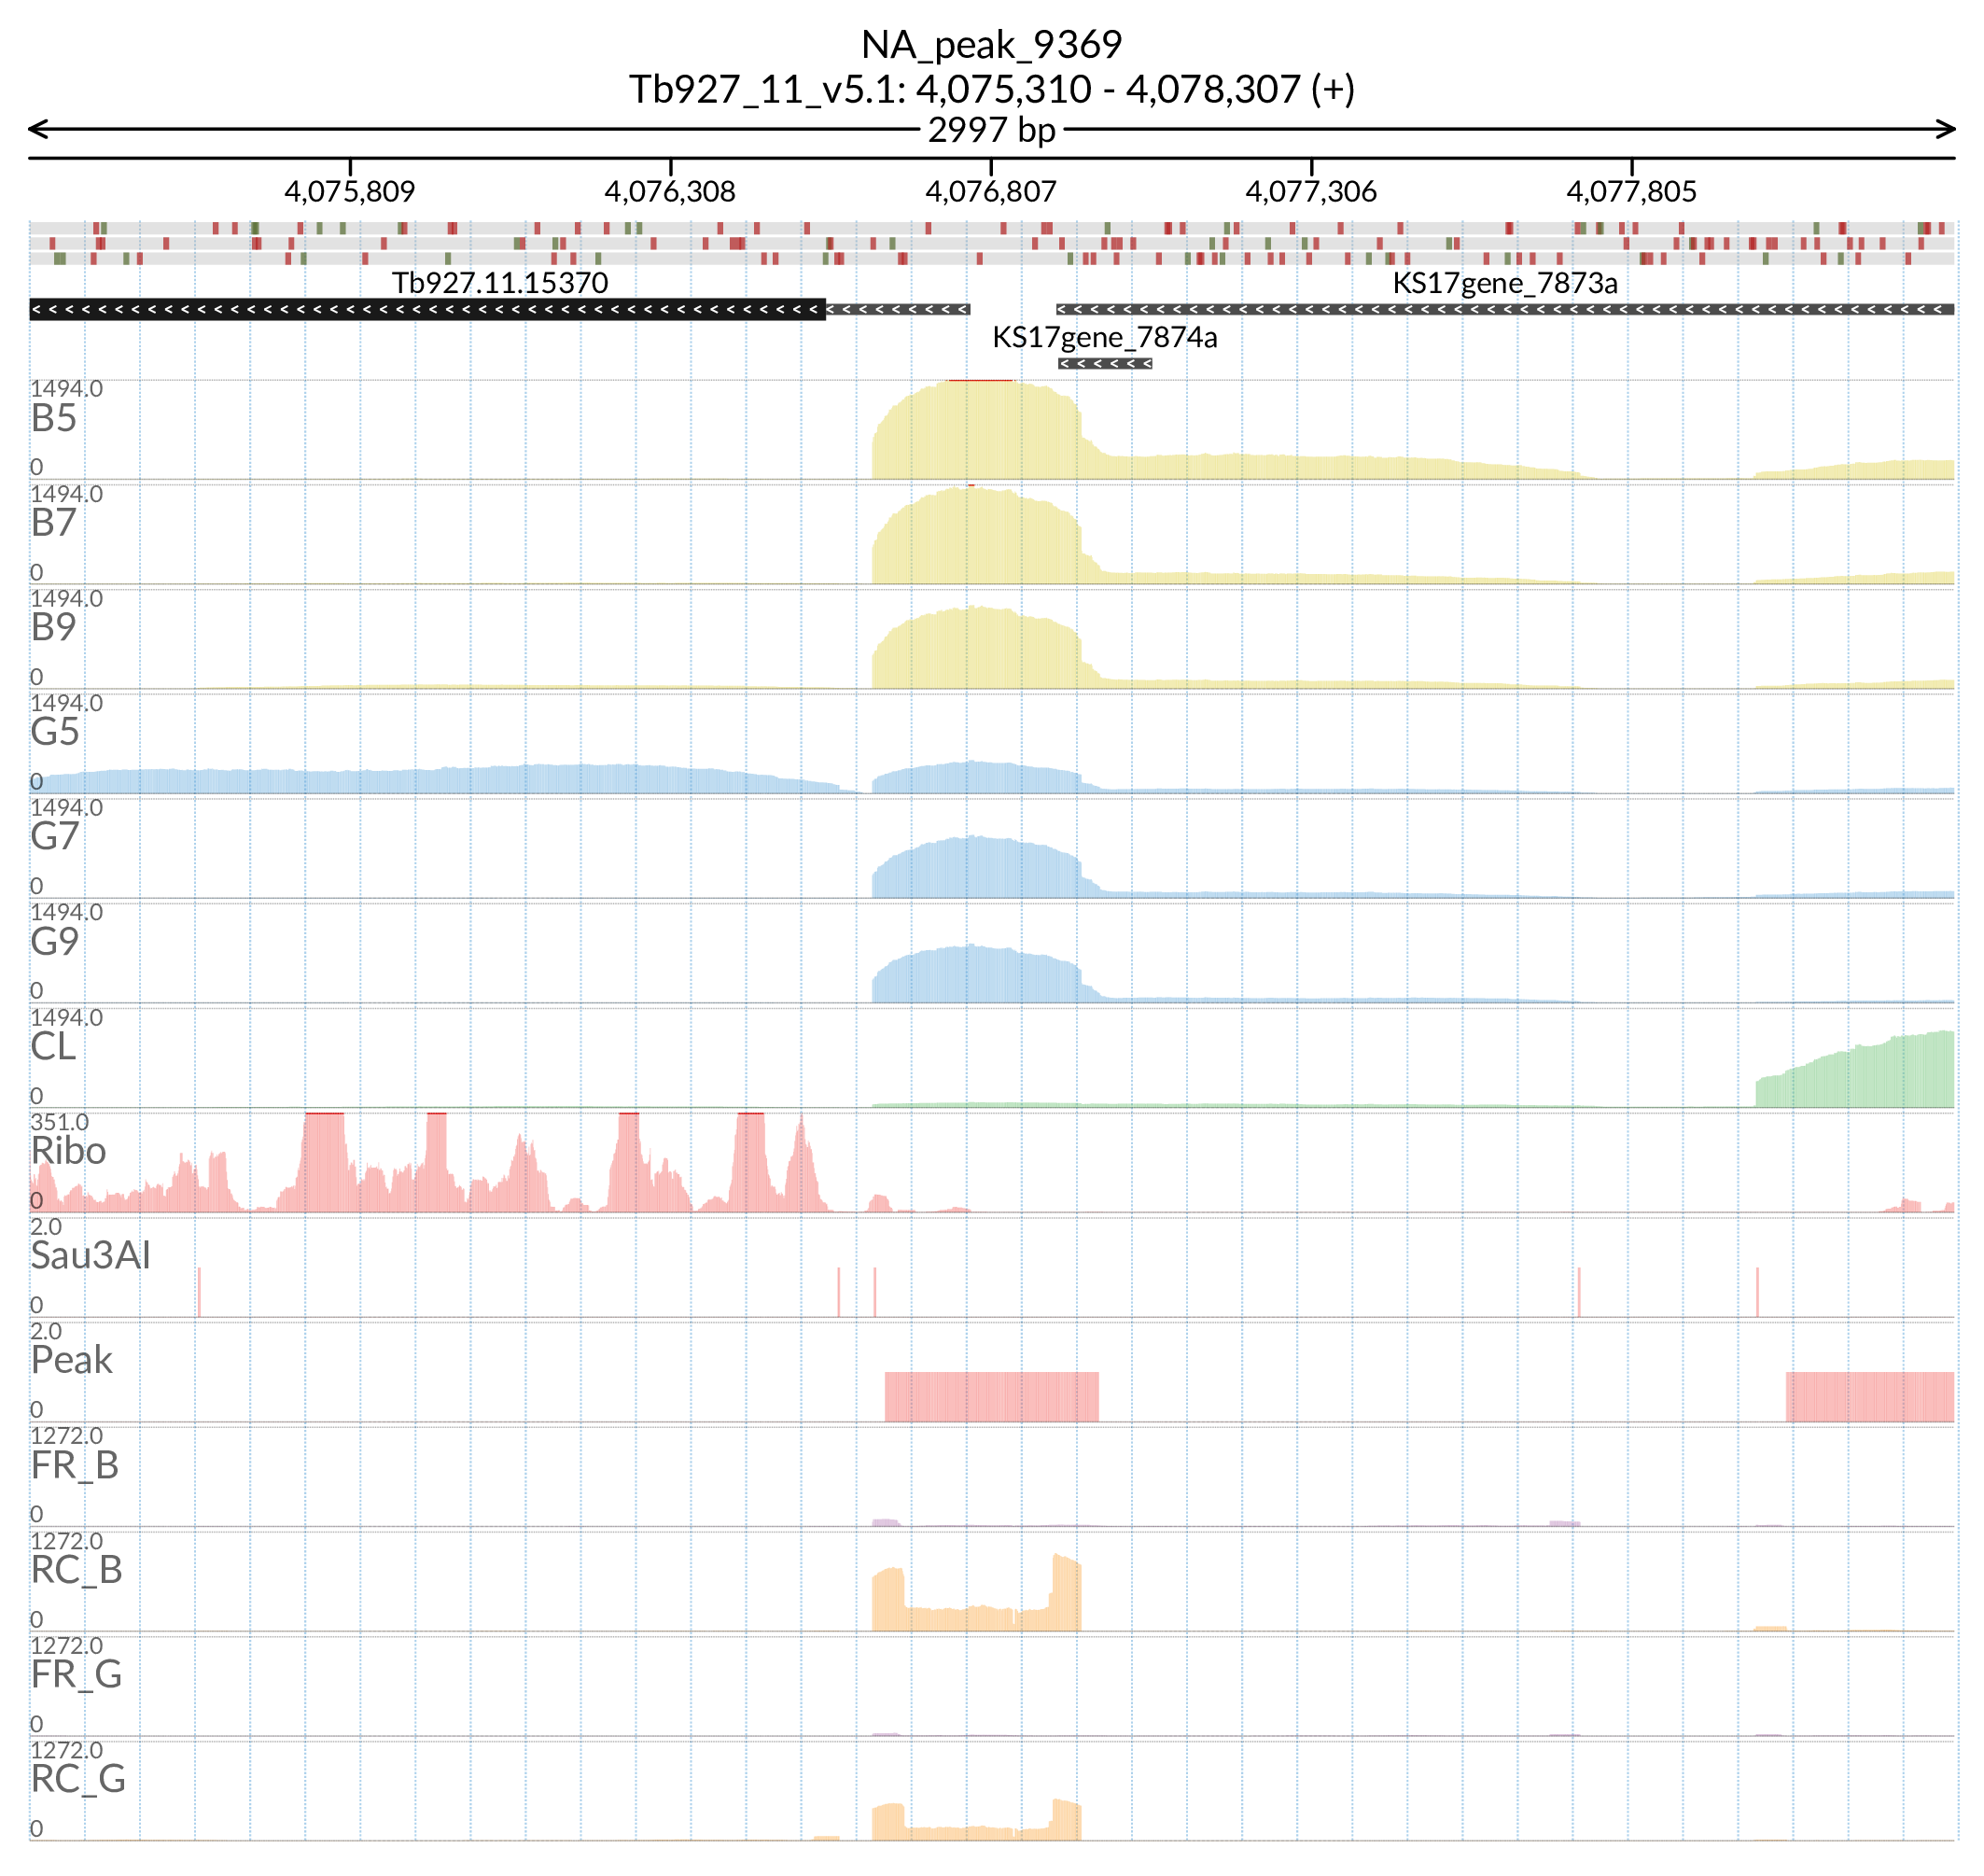 NA_peak_9369
Tb927_11_v5.1: 4,075,310 - 4,078,307 (+)
2997 bp
4,075,809 4,076,308 4,076,807 4,077,306 4,077,805
Tb927.11.15370 KS17gene_7873a
KS17gene_7874a
1494.0
B5
0
1494.0
B7
0
1494.0
B9
0
1494.0
G5
0
1494.0
G7
0
1494.0
G9
0
1494.0
CL
0
351.0
Ribo
0
2.0
Sau3AI
0
2.0
Peak
0
1272.0
FR_B
0
1272.0
RC_B
0
1272.0
FR_G
0
1272.0
RC_G
0